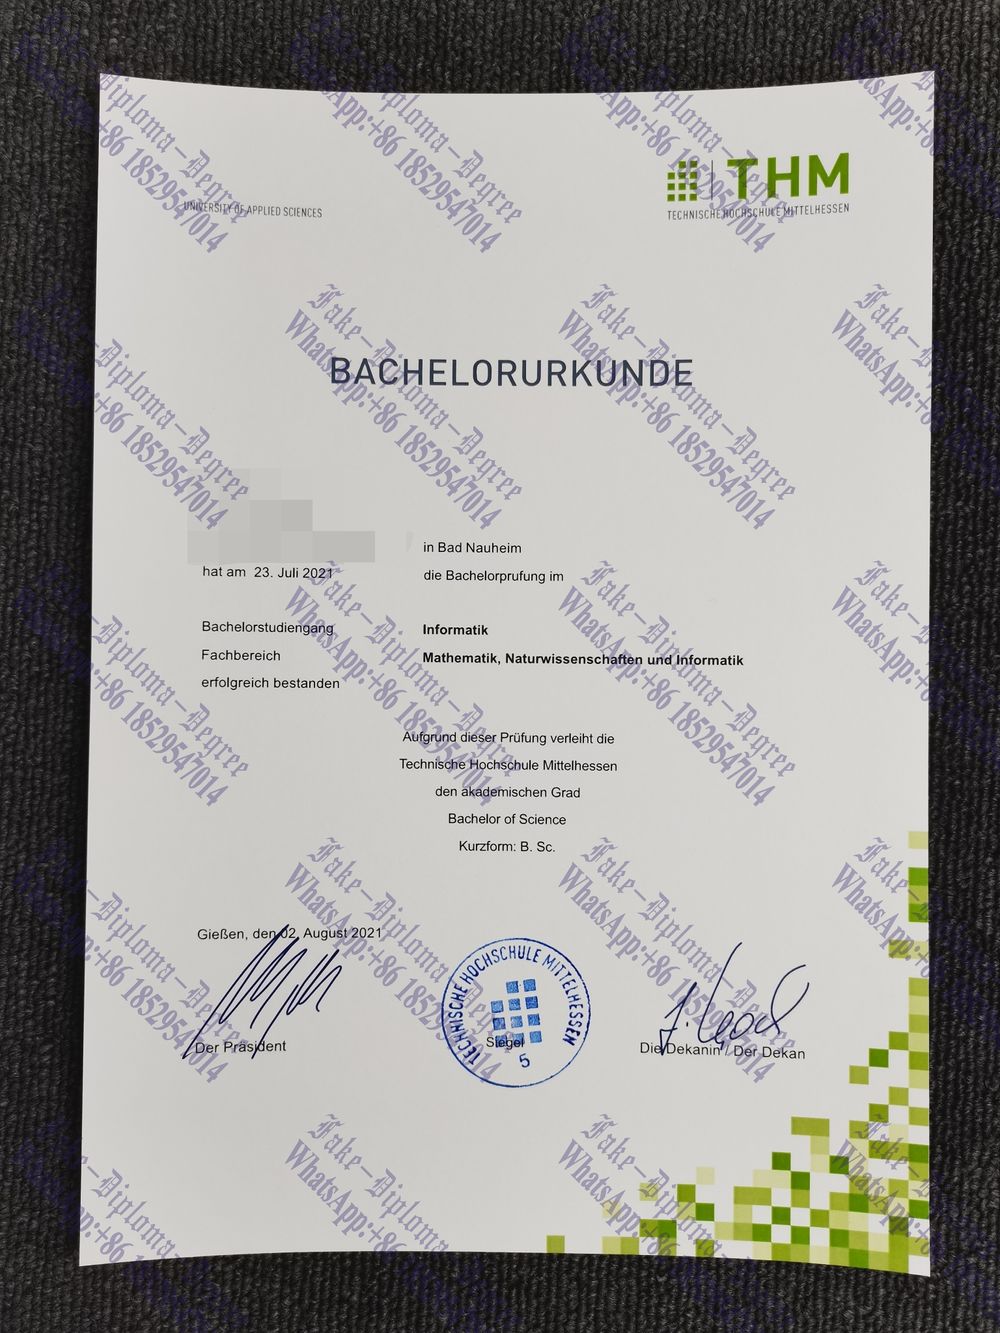 UNIVERSITY OF APPLIED SCIENCES
THM
TECHNISCHE HOCHSCHULE MITTELHESSEN
BACHELORURKUNDE
in Bad Nauheim
hat am 23. Juli 2021
die Bachelorprufung im
Bachelorstudiengang Informatik
Fachbereich Mathematik, Naturwissenschaften und Informatik
erfolgreich bestanden
Aufgrund dieser Prüfung verleiht die
Technische Hochschule Mittelhessen
den akademischen Grad
Bachelor of Science
Kurzform: B. Sc.
Gießen, den 02. August 2021
TECHNISCHE HOCHSCHULE MITTELHESSEN
Der Präsident
Siegel
5
Die Dekanin / Der Dekan
Fake-Diploma-Degree
WhatsApp:+86 18529547014